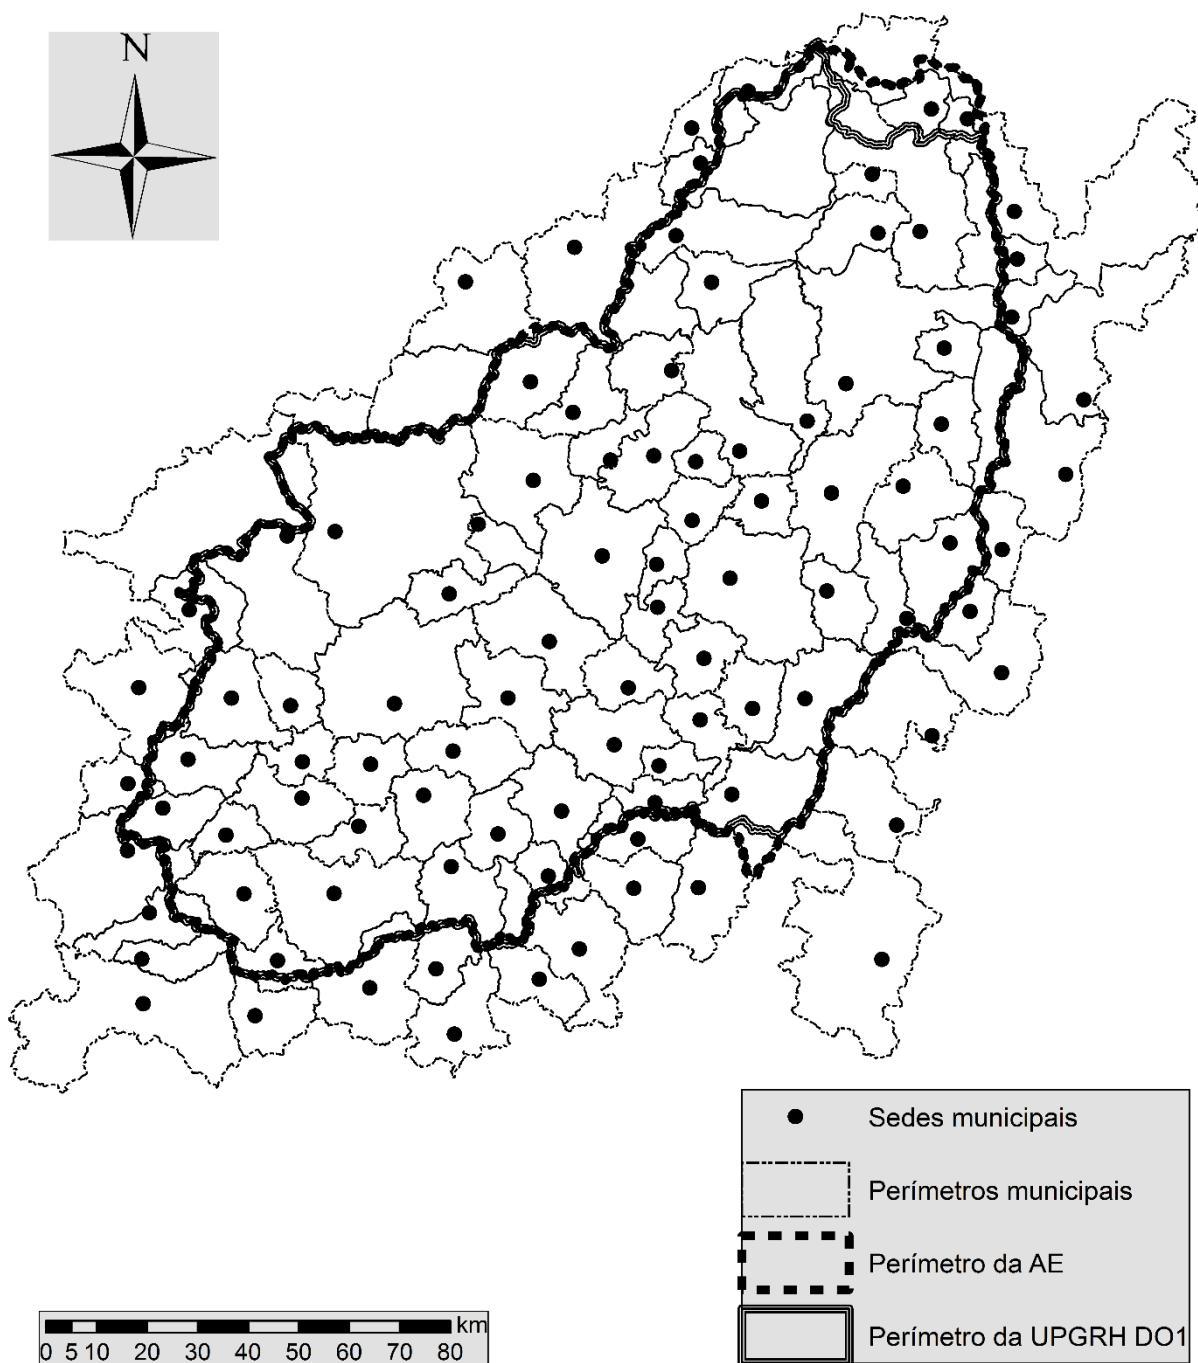 N
Sedes municipais
Perímetros municipais
Perímetro da AE
Perímetro da UPGRH DO1
km
0 5 10 20 30 40 50 60 80